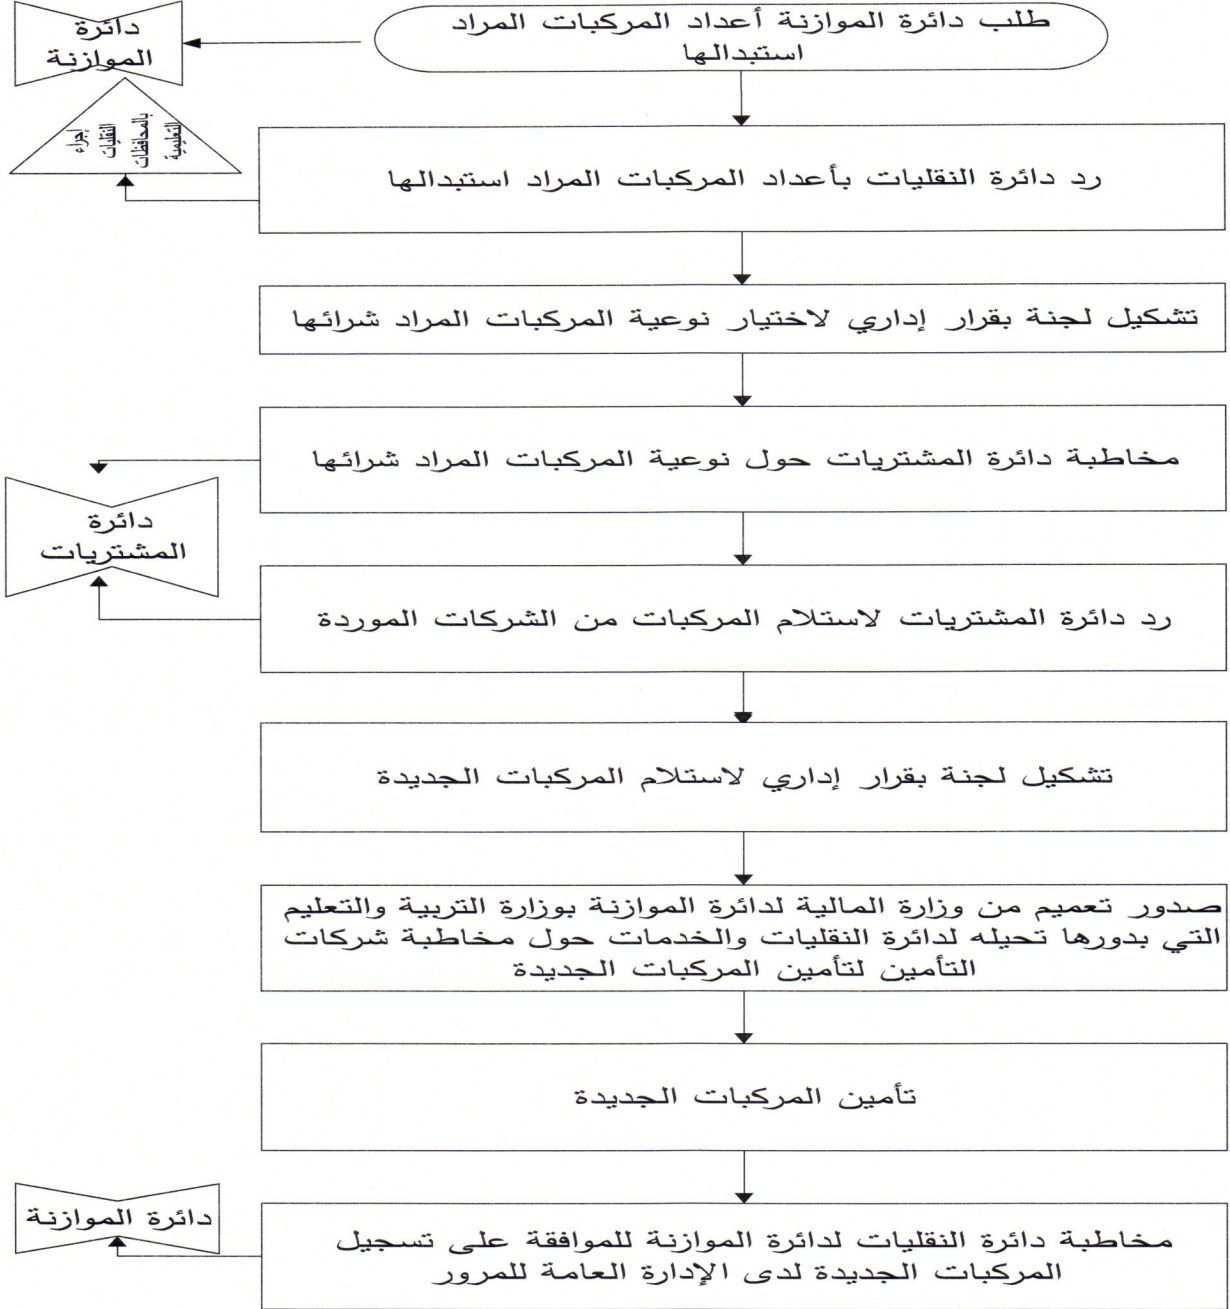 طلب دائرة الموازنة أعداد المركبات المراد
استبدالها
دائرة
الموازنة
إجراء
النقليات
بالمحافظات
التعليمية
رد دائرة النقليات بأعداد المركبات المراد استبدالها
تشكيل لجنة بقرار إداري لاختيار نوعية المركبات المراد شرائها
مخاطبة دائرة المشتريات حول نوعية المركبات المراد شرائها
دائرة
المشتريات
رد دائرة المشتريات لاستلام المركبات من الشركات الموردة
تشكيل لجنة بقرار إداري لاستلام المركبات الجديدة
صدور تعميم من وزارة المالية لدائرة الموازنة بوزارة التربية والتعليم
التي بدورها تحيله لدائرة النقليات والخدمات حول مخاطبة شركات
التأمين لتأمين المركبات الجديدة
تأمين المركبات الجديدة
مخاطبة دائرة النقليات لدائرة الموازنة للموافقة على تسجيل
المركبات الجديدة لدى الإدارة العامة للمرور
دائرة الموازنة